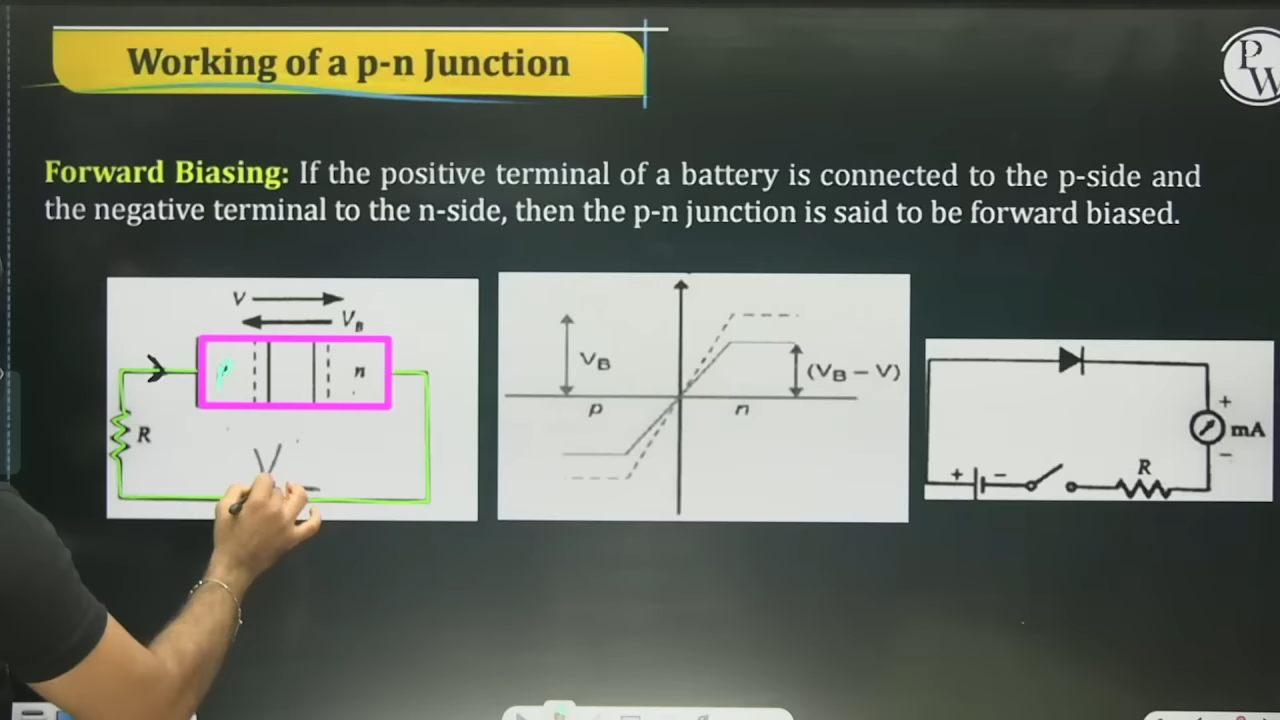 Working of a p-n Junction
PW
Forward Biasing: If the positive terminal of a battery is connected to the p-side and
the negative terminal to the n-side, then the p-n junction is said to be forward biased.
V
V_B
p
n
R
V
V_B
(V_B – V)
p
n
+
mA
–
+ –
R